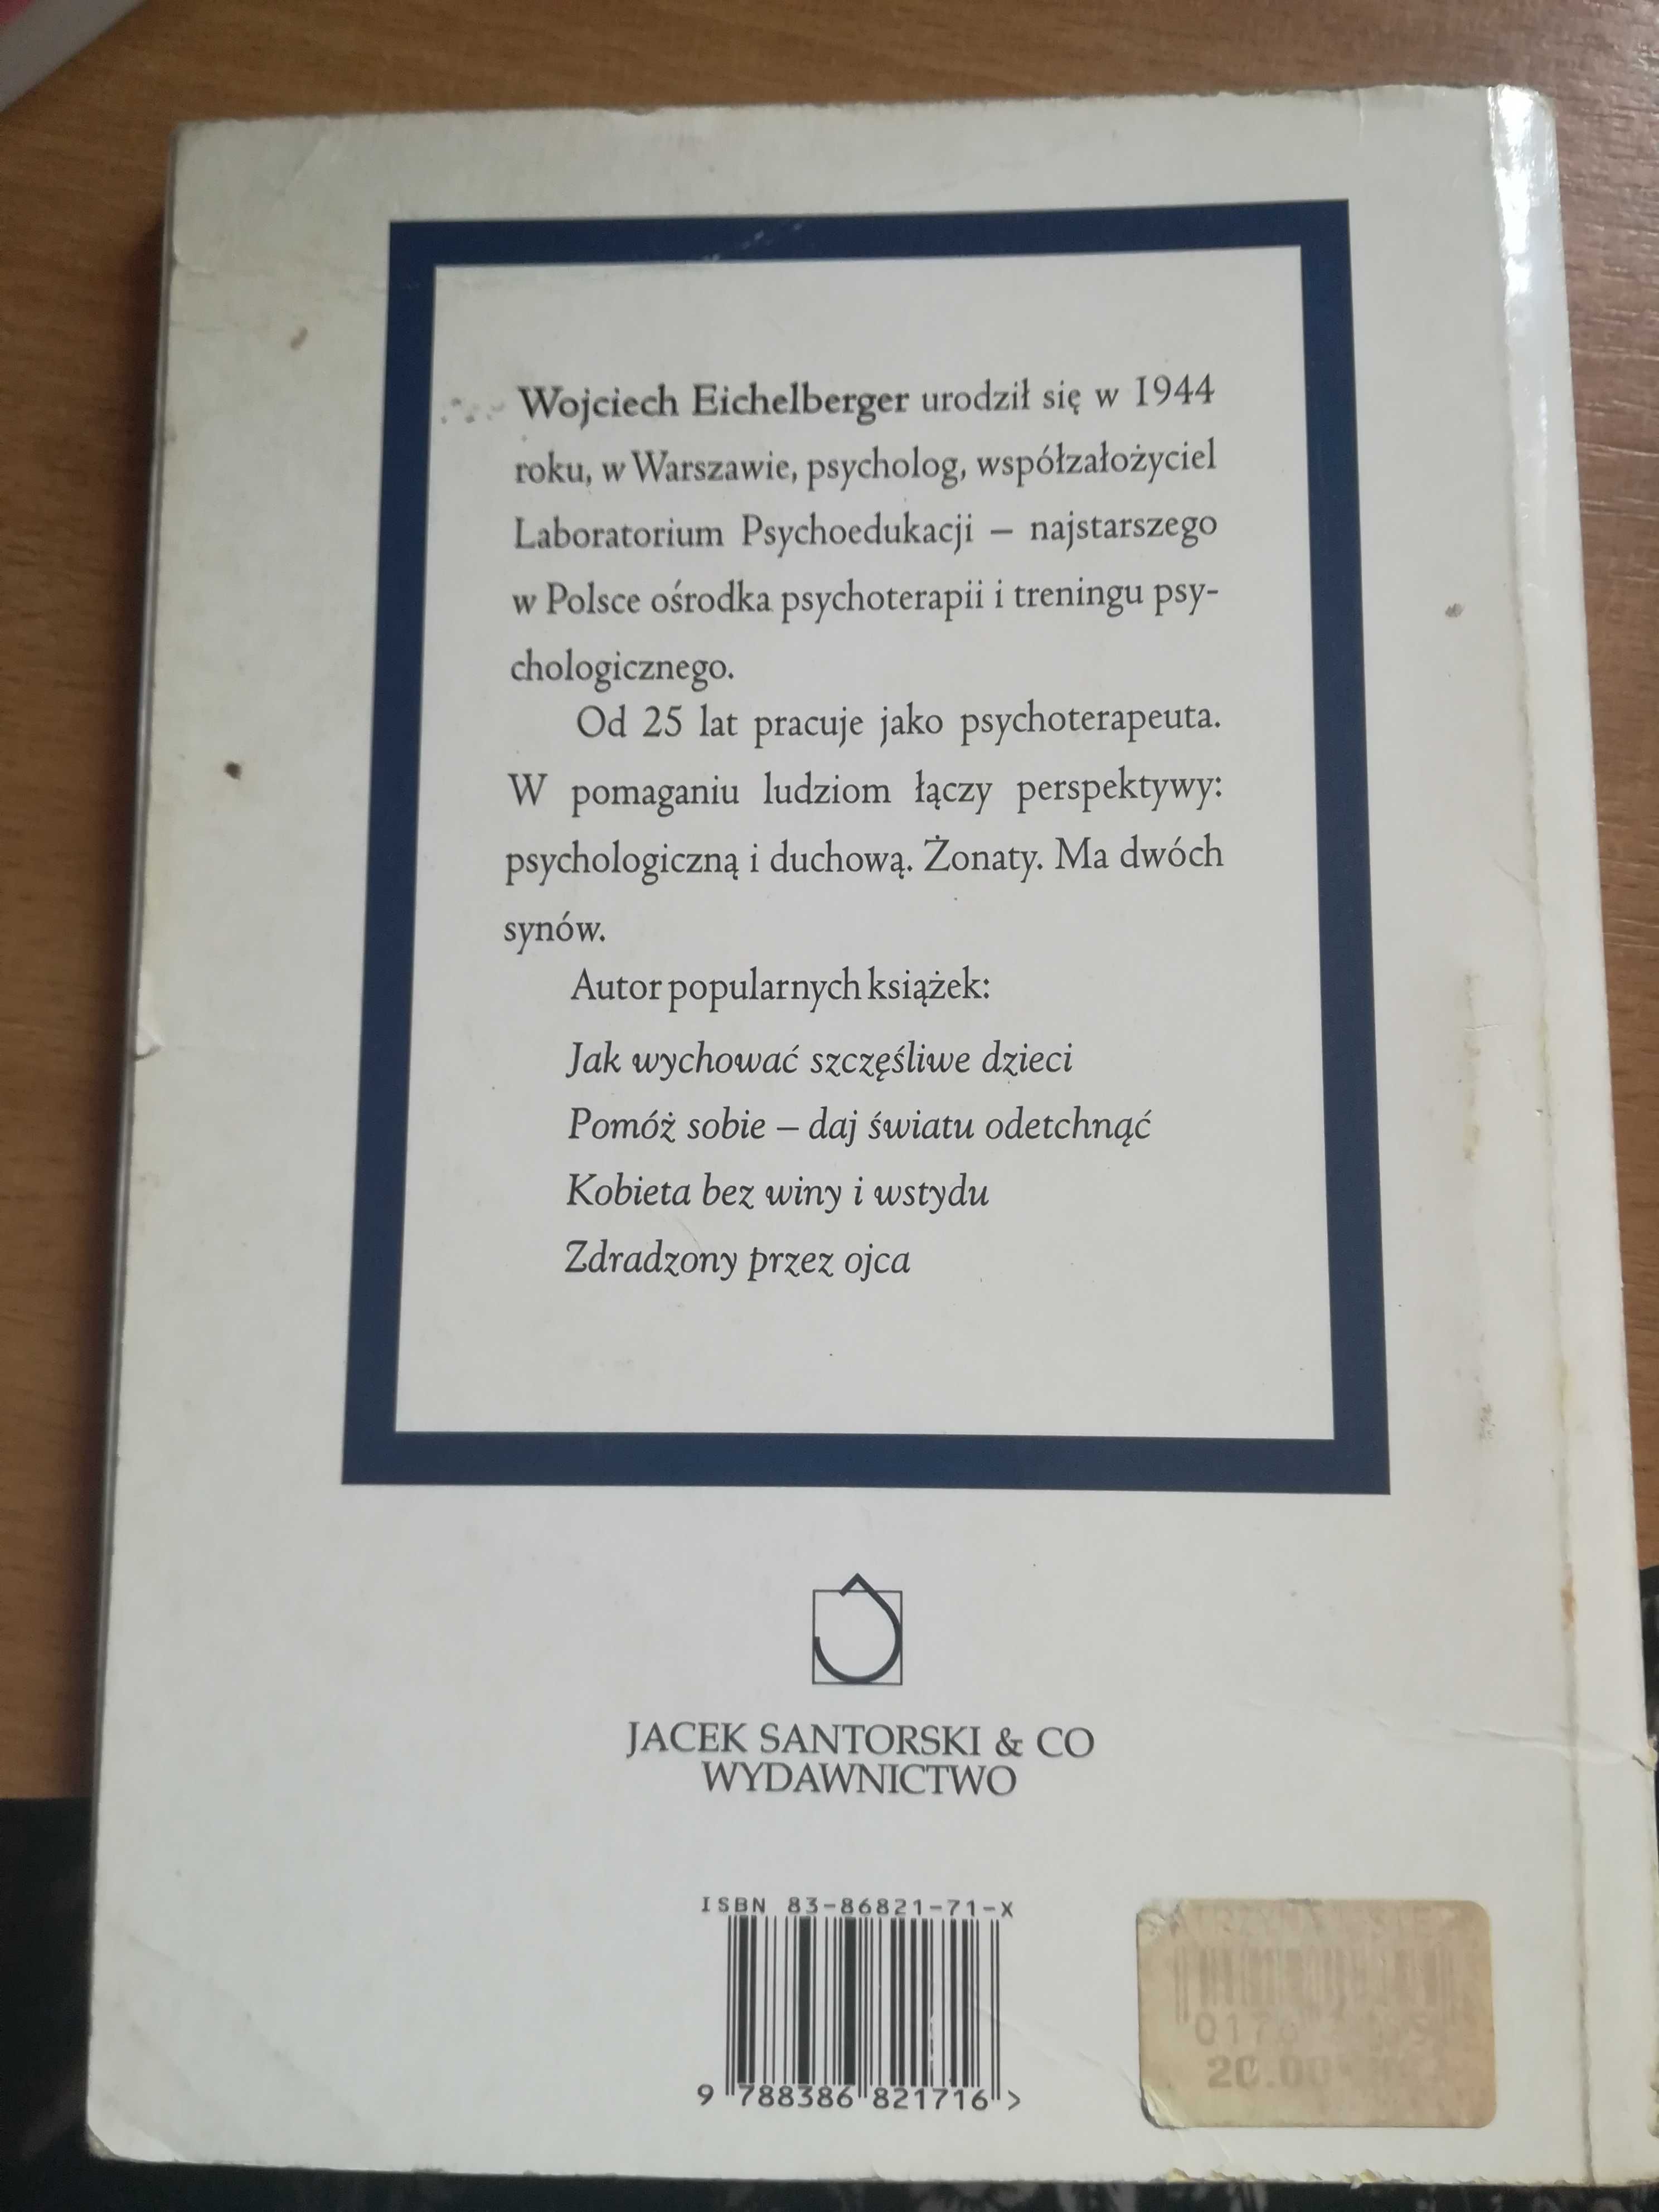 Wojciech Eichelberger urodził się w 1944
roku, w Warszawie, psycholog, współzałożyciel
Laboratorium Psychoedukacji – najstarszego
w Polsce ośrodka psychoterapii i treningu psy-
chologicznego.
Od 25 lat pracuje jako psychoterapeuta.
W pomaganiu ludziom łączy perspektywy:
psychologiczną i duchową. Żonaty. Ma dwóch
synów.
Autor popularnych książek:
Jak wychować szczęśliwe dzieci
Pomóż sobie – daj światu odetchnąć
Kobieta bez winy i wstydu
Zdradzony przez ojca
JACEK SANTORSKI & CO
WYDAWNICTWO
ISBN 83-86821-71-X
9 788386 821716 >
20.00